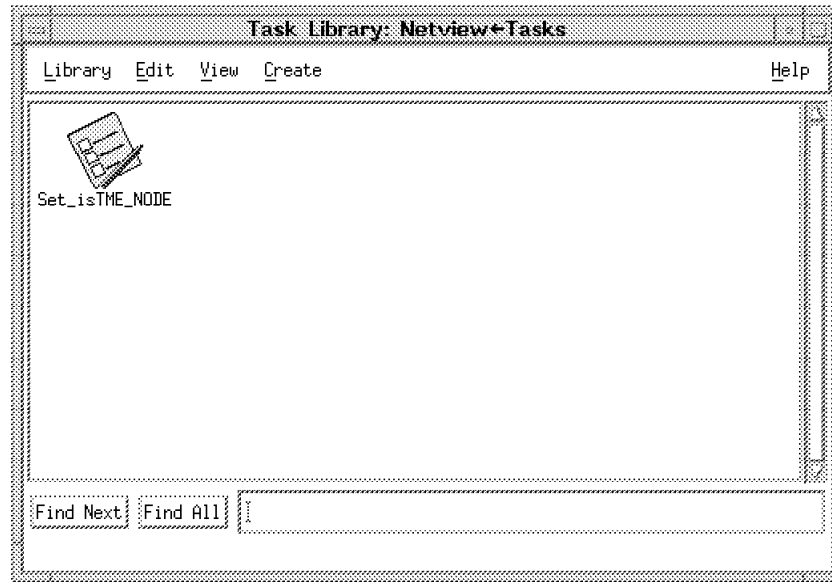 Task Library: Netview←Tasks
Library Edit View Create Help
Set_isTME_NODE
Find Next Find All